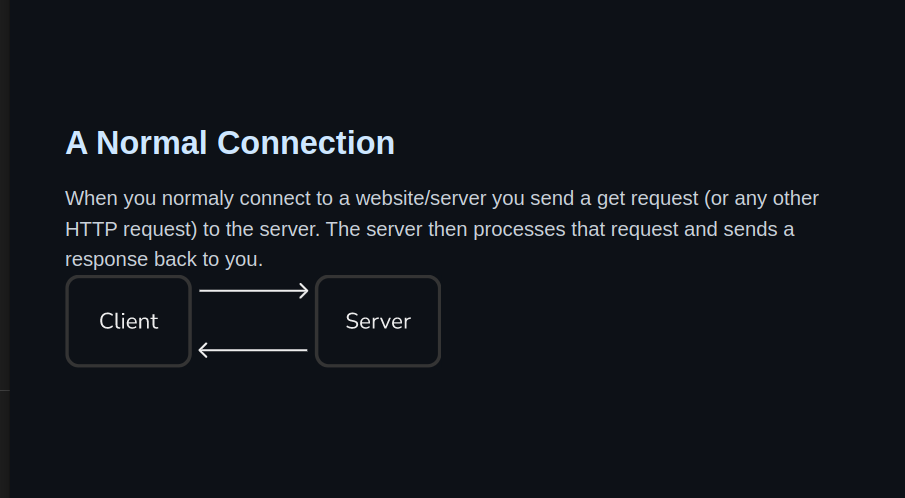 A Normal Connection
When you normaly connect to a website/server you send a get request (or any other
HTTP request) to the server. The server then processes that request and sends a
response back to you.
Client
Server